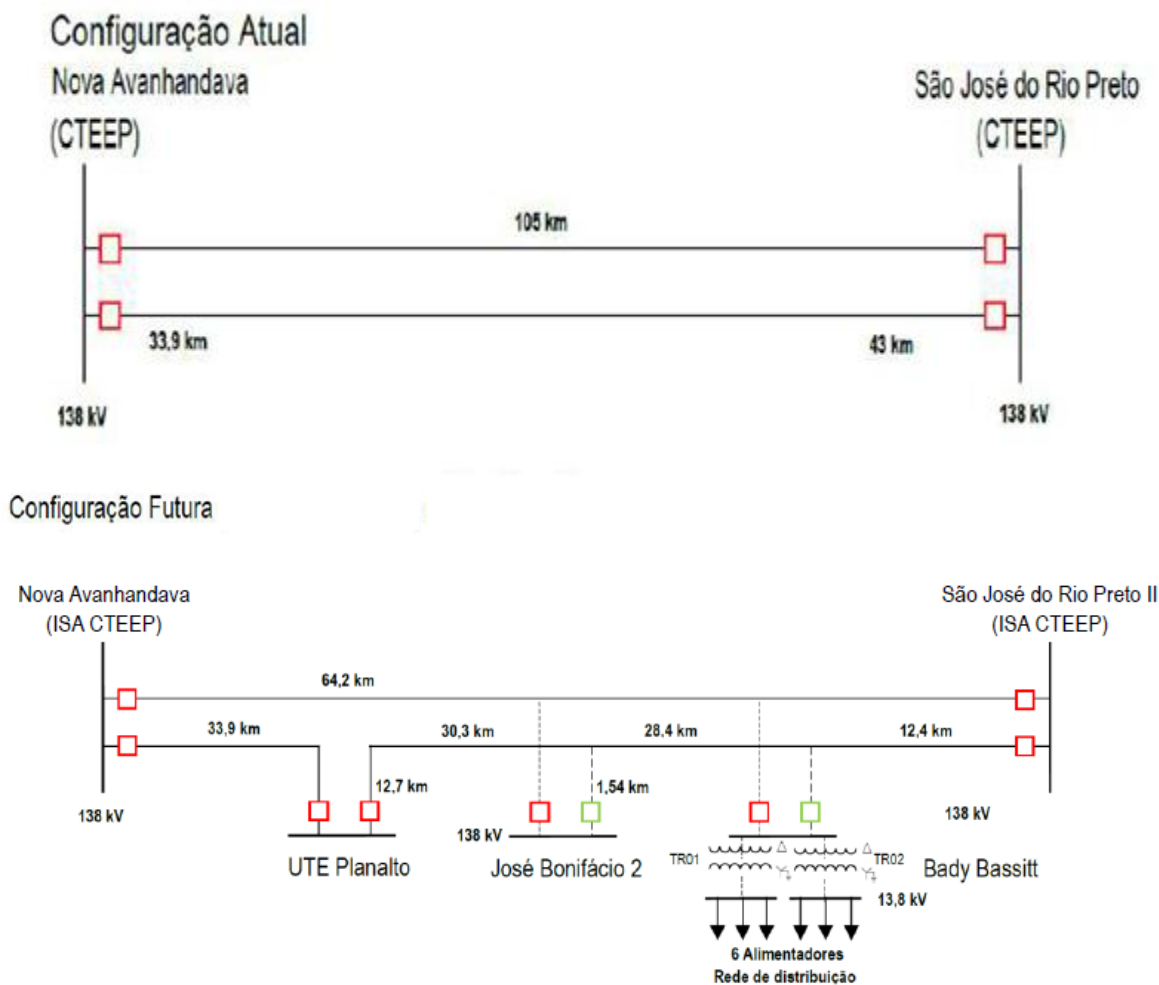 Configuração Atual
Nova Avanhandava
(CTEEP)
São José do Rio Preto
(CTEEP)
105 km
33,9 km
43 km
138 kV
138 kV
Configuração Futura
Nova Avanhandava
(ISA CTEEP)
São José do Rio Preto II
(ISA CTEEP)
64,2 km
33,9 km
30,3 km
28,4 km
12,4 km
12,7 km
1,54 km
138 kV
138 kV
138 kV
UTE Planalto
José Bonifácio 2
TR01
TR02
Bady Bassitt
13,8 kV
6 Alimentadores
Rede de distribuição